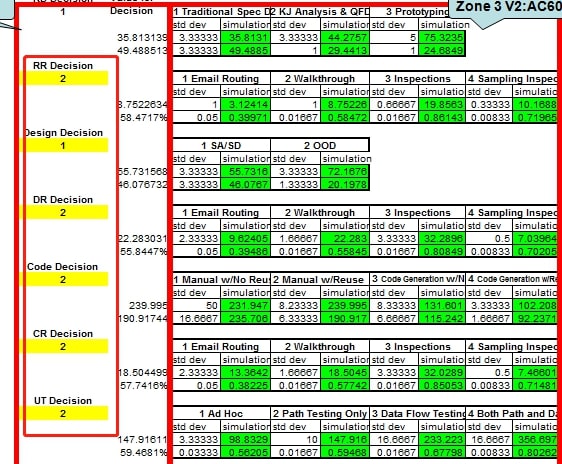 Zone 3 V2:AC60
RD Decision
1
1 Traditional Spec D 2 KJ Analysis & QFD 3 Prototyping
std dev simulation std dev simulation std dev simulation
35.813139 3.33333 35.8131 3.33333 44.2757 5 75.3235
49.488513 3.33333 49.4885 1 29.4413 1 24.6849
RR Decision
2
1 Email Routing 2 Walkthrough 3 Inspections 4 Sampling Inspec
std dev simulatio std dev simulation std dev simulatio std dev simulation
8.7522634 1 3.12414 1 8.75226 0.66667 19.8563 0.33333 10.1688
58.4717% 0.05 0.39971 0.01667 0.58472 0.01667 0.86143 0.00833 0.71965
Design Decision
1
1 SA/SD 2 OOD
std dev simulation std dev simulation
55.731568 3.33333 55.7316 3.33333 72.1676
46.076732 3.33333 46.0767 1.33333 20.1978
DR Decision
2
1 Email Routing 2 Walkthrough 3 Inspections 4 Sampling Inspec
std dev simulatio std dev simulation std dev simulatio std dev simulation
22.283031 2.33333 9.62405 1.66667 22.283 3.33333 32.2896 0.5 7.03964
55.8447% 0.05 0.39486 0.01667 0.55845 0.01667 0.80849 0.00833 0.70205
Code Decision
2
1 Manual w/No Reu 2 Manual w/Reuse 3 Code Generation w/N 4 Code Generation w/Re
std dev simulation std dev simulation std dev simulatio std dev simulation
239.995 50 231.947 8.23333 239.995 8.33333 131.601 3.33333 102.208
190.91744 16.6667 235.706 6.33333 190.917 6.66666 115.242 1.66667 92.2371
CR Decision
2
1 Email Routing 2 Walkthrough 3 Inspections 4 Sampling Inspec
std dev simulatio std dev simulation std dev simulatio std dev simulation
18.504499 2.33333 13.3642 1.66667 18.5045 3.33333 32.0289 0.5 7.46601
57.7416% 0.05 0.38225 0.01667 0.57742 0.01667 0.85053 0.00833 0.71481
UT Decision
2
1 Ad Hoc 2 Path Testing Only 3 Data Flow Testing 4 Both Path and Da
std dev simulation std dev simulation std dev simulatio std dev simulation
147.91611 3.33333 98.8329 10 147.916 16.6667 233.223 16.6667 356.697
59.4681% 0.03333 0.56205 0.01667 0.59468 0.01667 0.67798 0.00833 0.80262